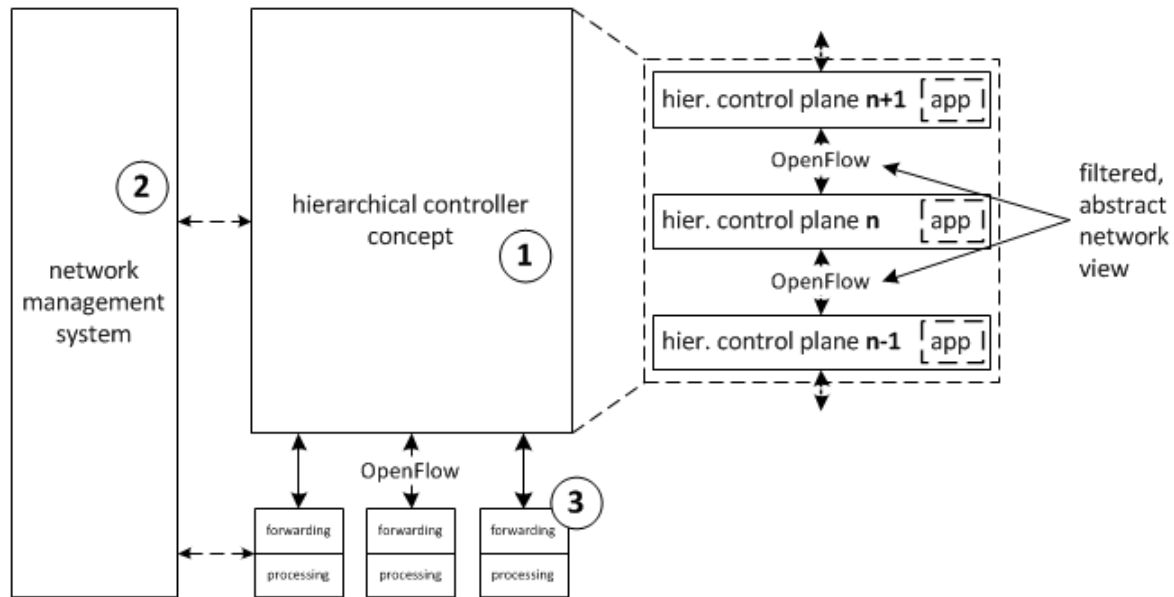 network
management
system
2
hierarchical controller
concept
1
hier. control plane n+1
app
OpenFlow
hier. control plane n
app
OpenFlow
hier. control plane n-1
app
filtered,
abstract
network
view
OpenFlow
3
forwarding
processing
forwarding
processing
forwarding
processing